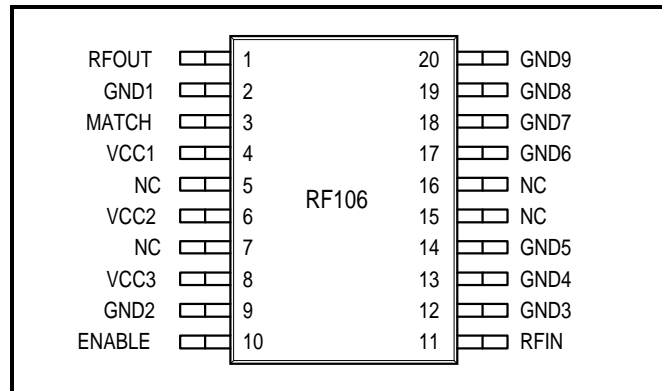 RFOUT 1 20 GND9
GND1 2 19 GND8
MATCH 3 18 GND7
VCC1 4 17 GND6
NC 5 16 NC
RF106
VCC2 6 15 NC
NC 7 14 GND5
VCC3 8 13 GND4
GND2 9 12 GND3
ENABLE 10 11 RFIN